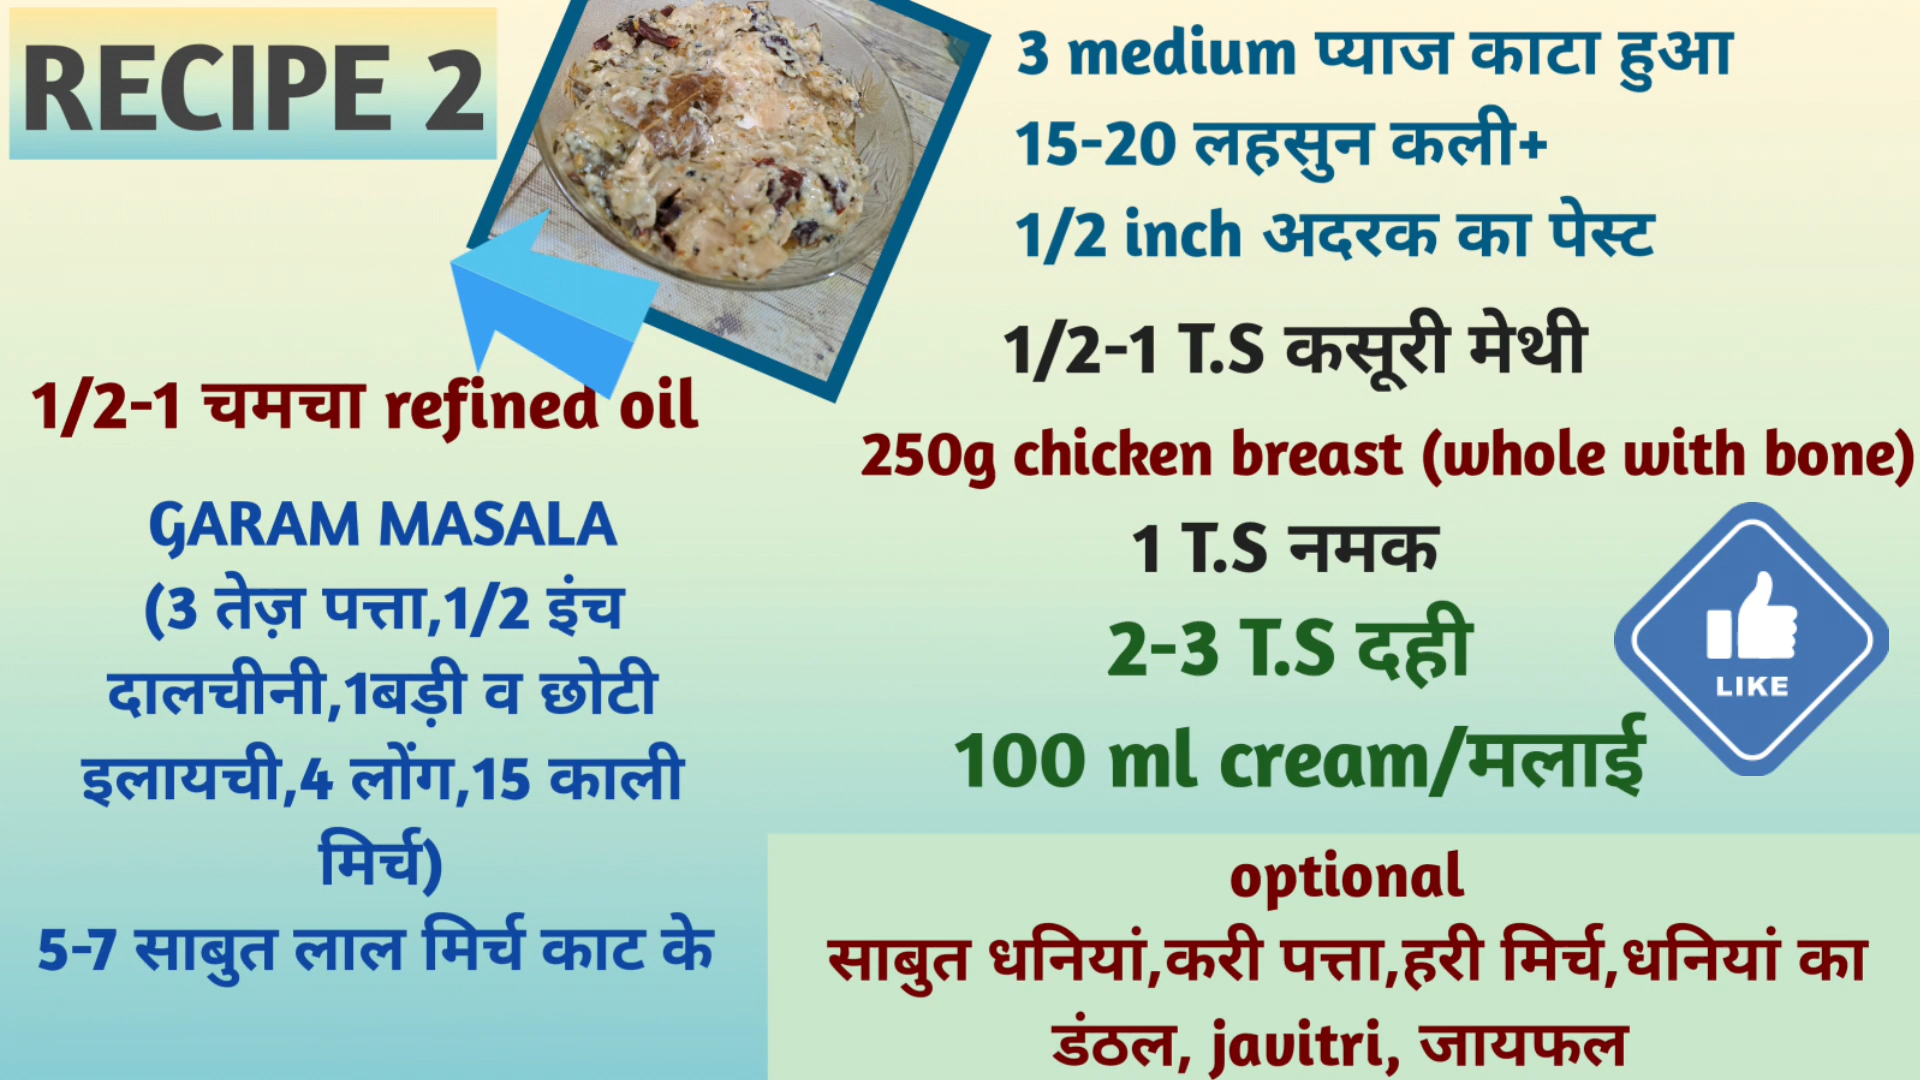 RECIPE 2
3 medium प्याज काटा हुआ
15-20 लहसुन कली+
1/2 inch अदरक का पेस्ट
1/2-1 T.S कसूरी मेथी
250g chicken breast (whole with bone)
1 T.S नमक
2-3 T.S दही
100 ml cream/मलाई
LIKE
1/2-1 चमचा refined oil
GARAM MASALA
(3 तेज़ पत्ता,1/2 इंच
दालचीनी,1बड़ी व छोटी
इलायची,4 लोंग,15 काली
मिर्च)
5-7 साबुत लाल मिर्च काट के
optional
साबुत धनियां,करी पत्ता,हरी मिर्च,धनियां का
डंठल, javitri, जायफल